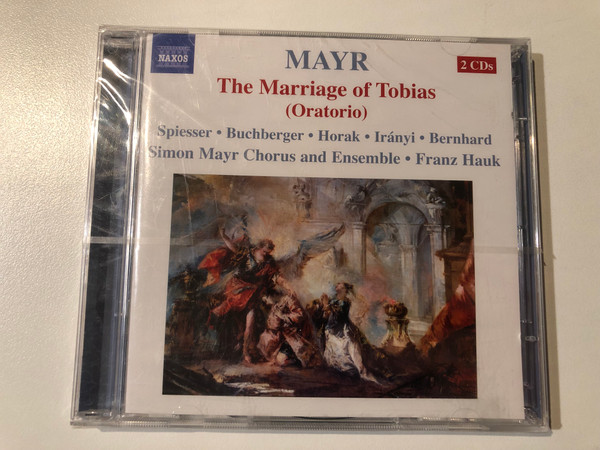 NAXOS
MAYR
2 CDs
The Marriage of Tobias
(Oratorio)
Spiesser • Buchberger • Horak • Irányi • Bernhard
Simon Mayr Chorus and Ensemble • Franz Hauk